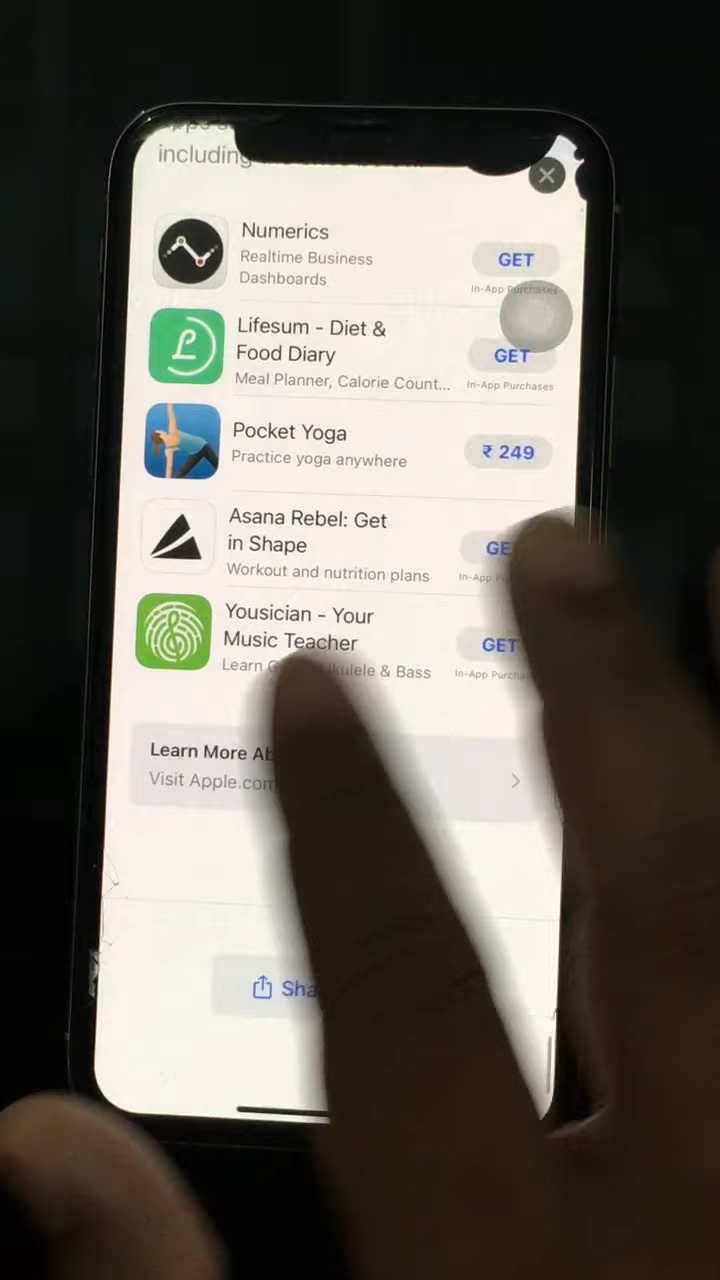 including
Numerics
Realtime Business
Dashboards
GET
In-App Purchases
Lifesum - Diet &
Food Diary
Meal Planner, Calorie Count...
GET
In-App Purchases
Pocket Yoga
Practice yoga anywhere
₹ 249
Asana Rebel: Get
in Shape
Workout and nutrition plans
GE
In-App
Yousician - Your
Music Teacher
Learn
kulele & Bass
GET
In-App Purcha
Learn More Ab
Visit Apple.com
Sha